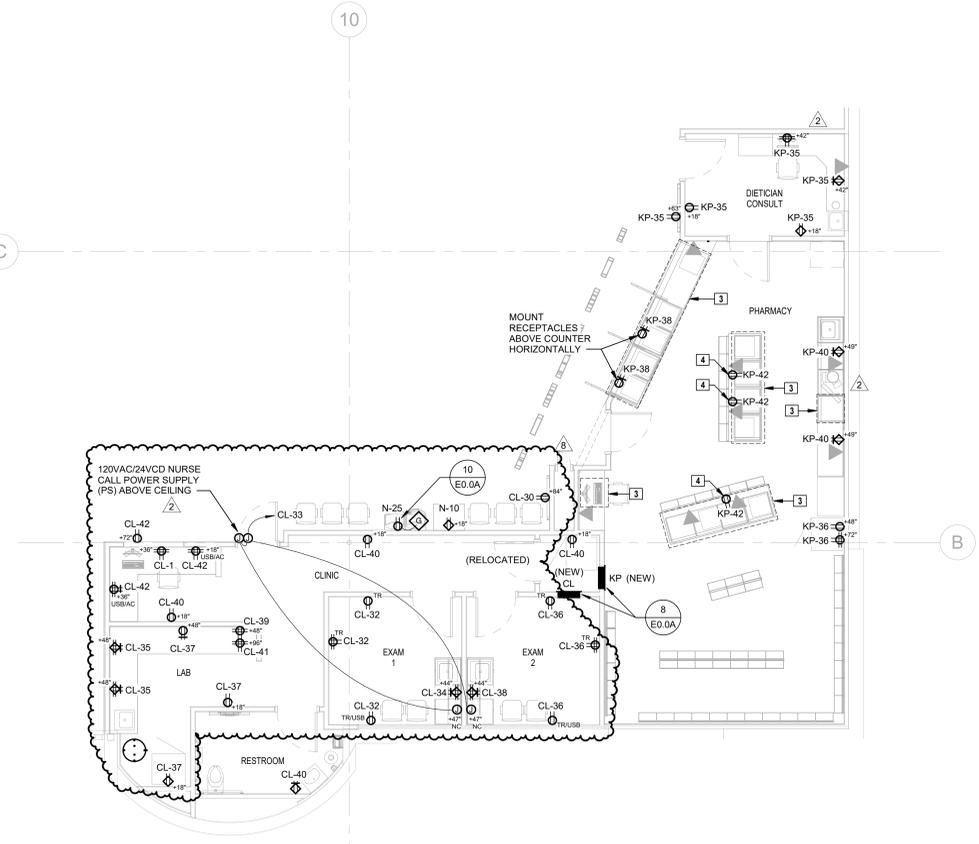 10
2
+42"
KP-35
KP-35
+42"
DIETICIAN
CONSULT
+63"
KP-35
KP-35
+18"
KP-35
+18"
C
3
PHARMACY
MOUNT
RECEPTACLES
ABOVE COUNTER
HORIZONTALLY
KP-38
KP-38
+49"
KP-40
4
KP-42
2
4
KP-42
3
3
+49"
KP-40
8
120VAC/24VCD NURSE
CALL POWER SUPPLY
(PS) ABOVE CEILING
2
10
E0.0A
4
3
KP-42
CL-30
+84"
3
N-25
G
N-10
+18"
CL-33
CL-42
+72"
+48"
KP-36
KP-36
+72"
B
+18"
CL-40
+18"
CL-40
+36"
CL-1
+18"
USB/AC
CL-42
(RELOCATED)
CLINIC
(NEW)
CL
KP (NEW)
CL-42
+36"
USB/AC
CL-40
+18"
TR
CL-32
TR
CL-36
8
E0.0A
+48"
CL-37
CL-39
+48"
CL-41
+96"
+48"
CL-35
TR
CL-32
TR
CL-36
EXAM
1
EXAM
2
LAB
+48"
CL-35
CL-37
+18"
+44"
CL-34
+44"
CL-38
CL-32
TR/USB
+47"
NC
+47"
NC
CL-36
TR/USB
RESTROOM
CL-37
+18"
CL-40